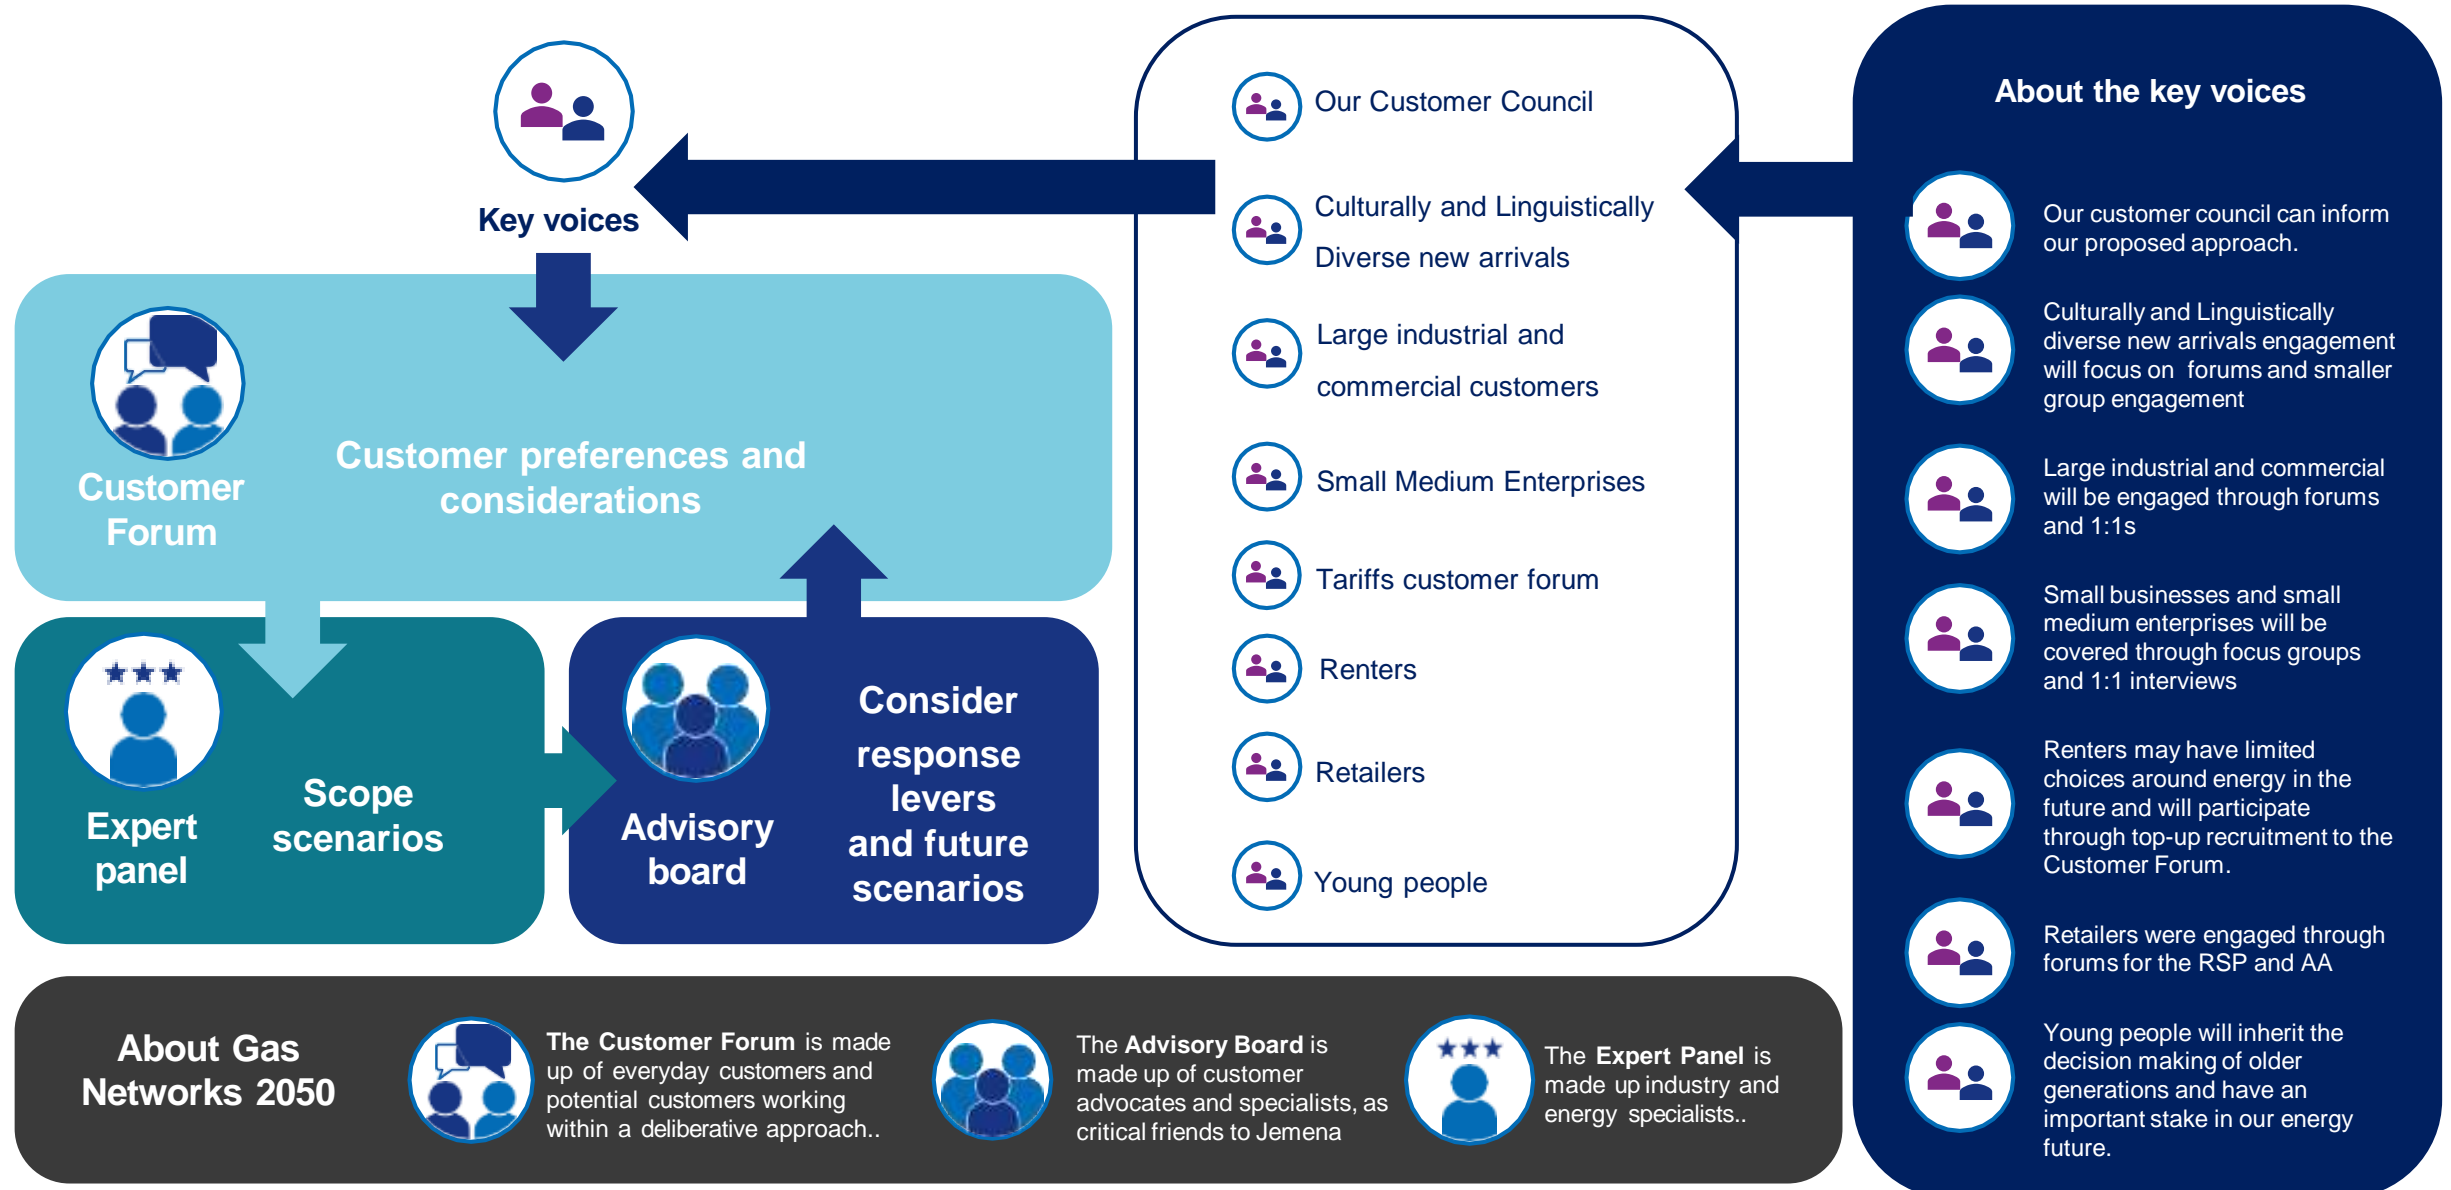 Key voices
Customer
Forum
Customer preferences and
considerations
Expert
panel
Scope
scenarios
Advisory
board
Consider
response
levers
and future
scenarios
Our Customer Council
Culturally and Linguistically
Diverse new arrivals
Large industrial and
commercial customers
Small Medium Enterprises
Tariffs customer forum
Renters
Retailers
Young people
About the key voices
Our customer council can inform
our proposed approach.
Culturally and Linguistically
diverse new arrivals engagement
will focus on forums and smaller
group engagement
Large industrial and commercial
will be engaged through forums
and 1:1s
Small businesses and small
medium enterprises will be
covered through focus groups
and 1:1 interviews
Renters may have limited
choices around energy in the
future and will participate
through top-up recruitment to the
Customer Forum.
Retailers were engaged through
forums for the RSP and AA
Young people will inherit the
decision making of older
generations and have an
important stake in our energy
future.
About Gas
Networks 2050
The Customer Forum is made
up of everyday customers and
potential customers working
within a deliberative approach..
The Advisory Board is
made up of customer
advocates and specialists, as
critical friends to Jemena
The Expert Panel is
made up industry and
energy specialists..